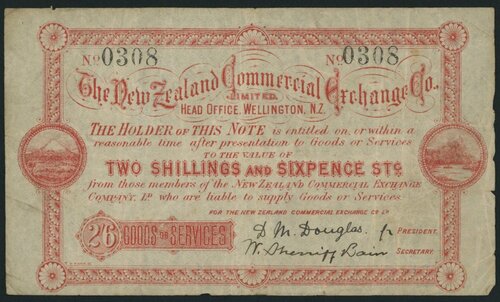 No 0308 No 0308
The New Zealand Commercial Exchange Co.,
LIMITED.
HEAD OFFICE, WELLINGTON, N.Z.
THE HOLDER OF THIS NOTE is entitled on, or within a
reasonable time after presentation to Goods or Services
TO THE VALUE OF
TWO SHILLINGS AND SIXPENCE STG
from those members of the NEW ZEALAND COMMERCIAL EXCHANGE
COMPANY, LD who are liable to supply Goods or Services
FOR THE NEW ZEALAND COMMERCIAL EXCHANGE CO LD
2/6 GOODS OR SERVICES
D. M. Douglas Jr PRESIDENT.
W. Sherriff Bain SECRETARY.